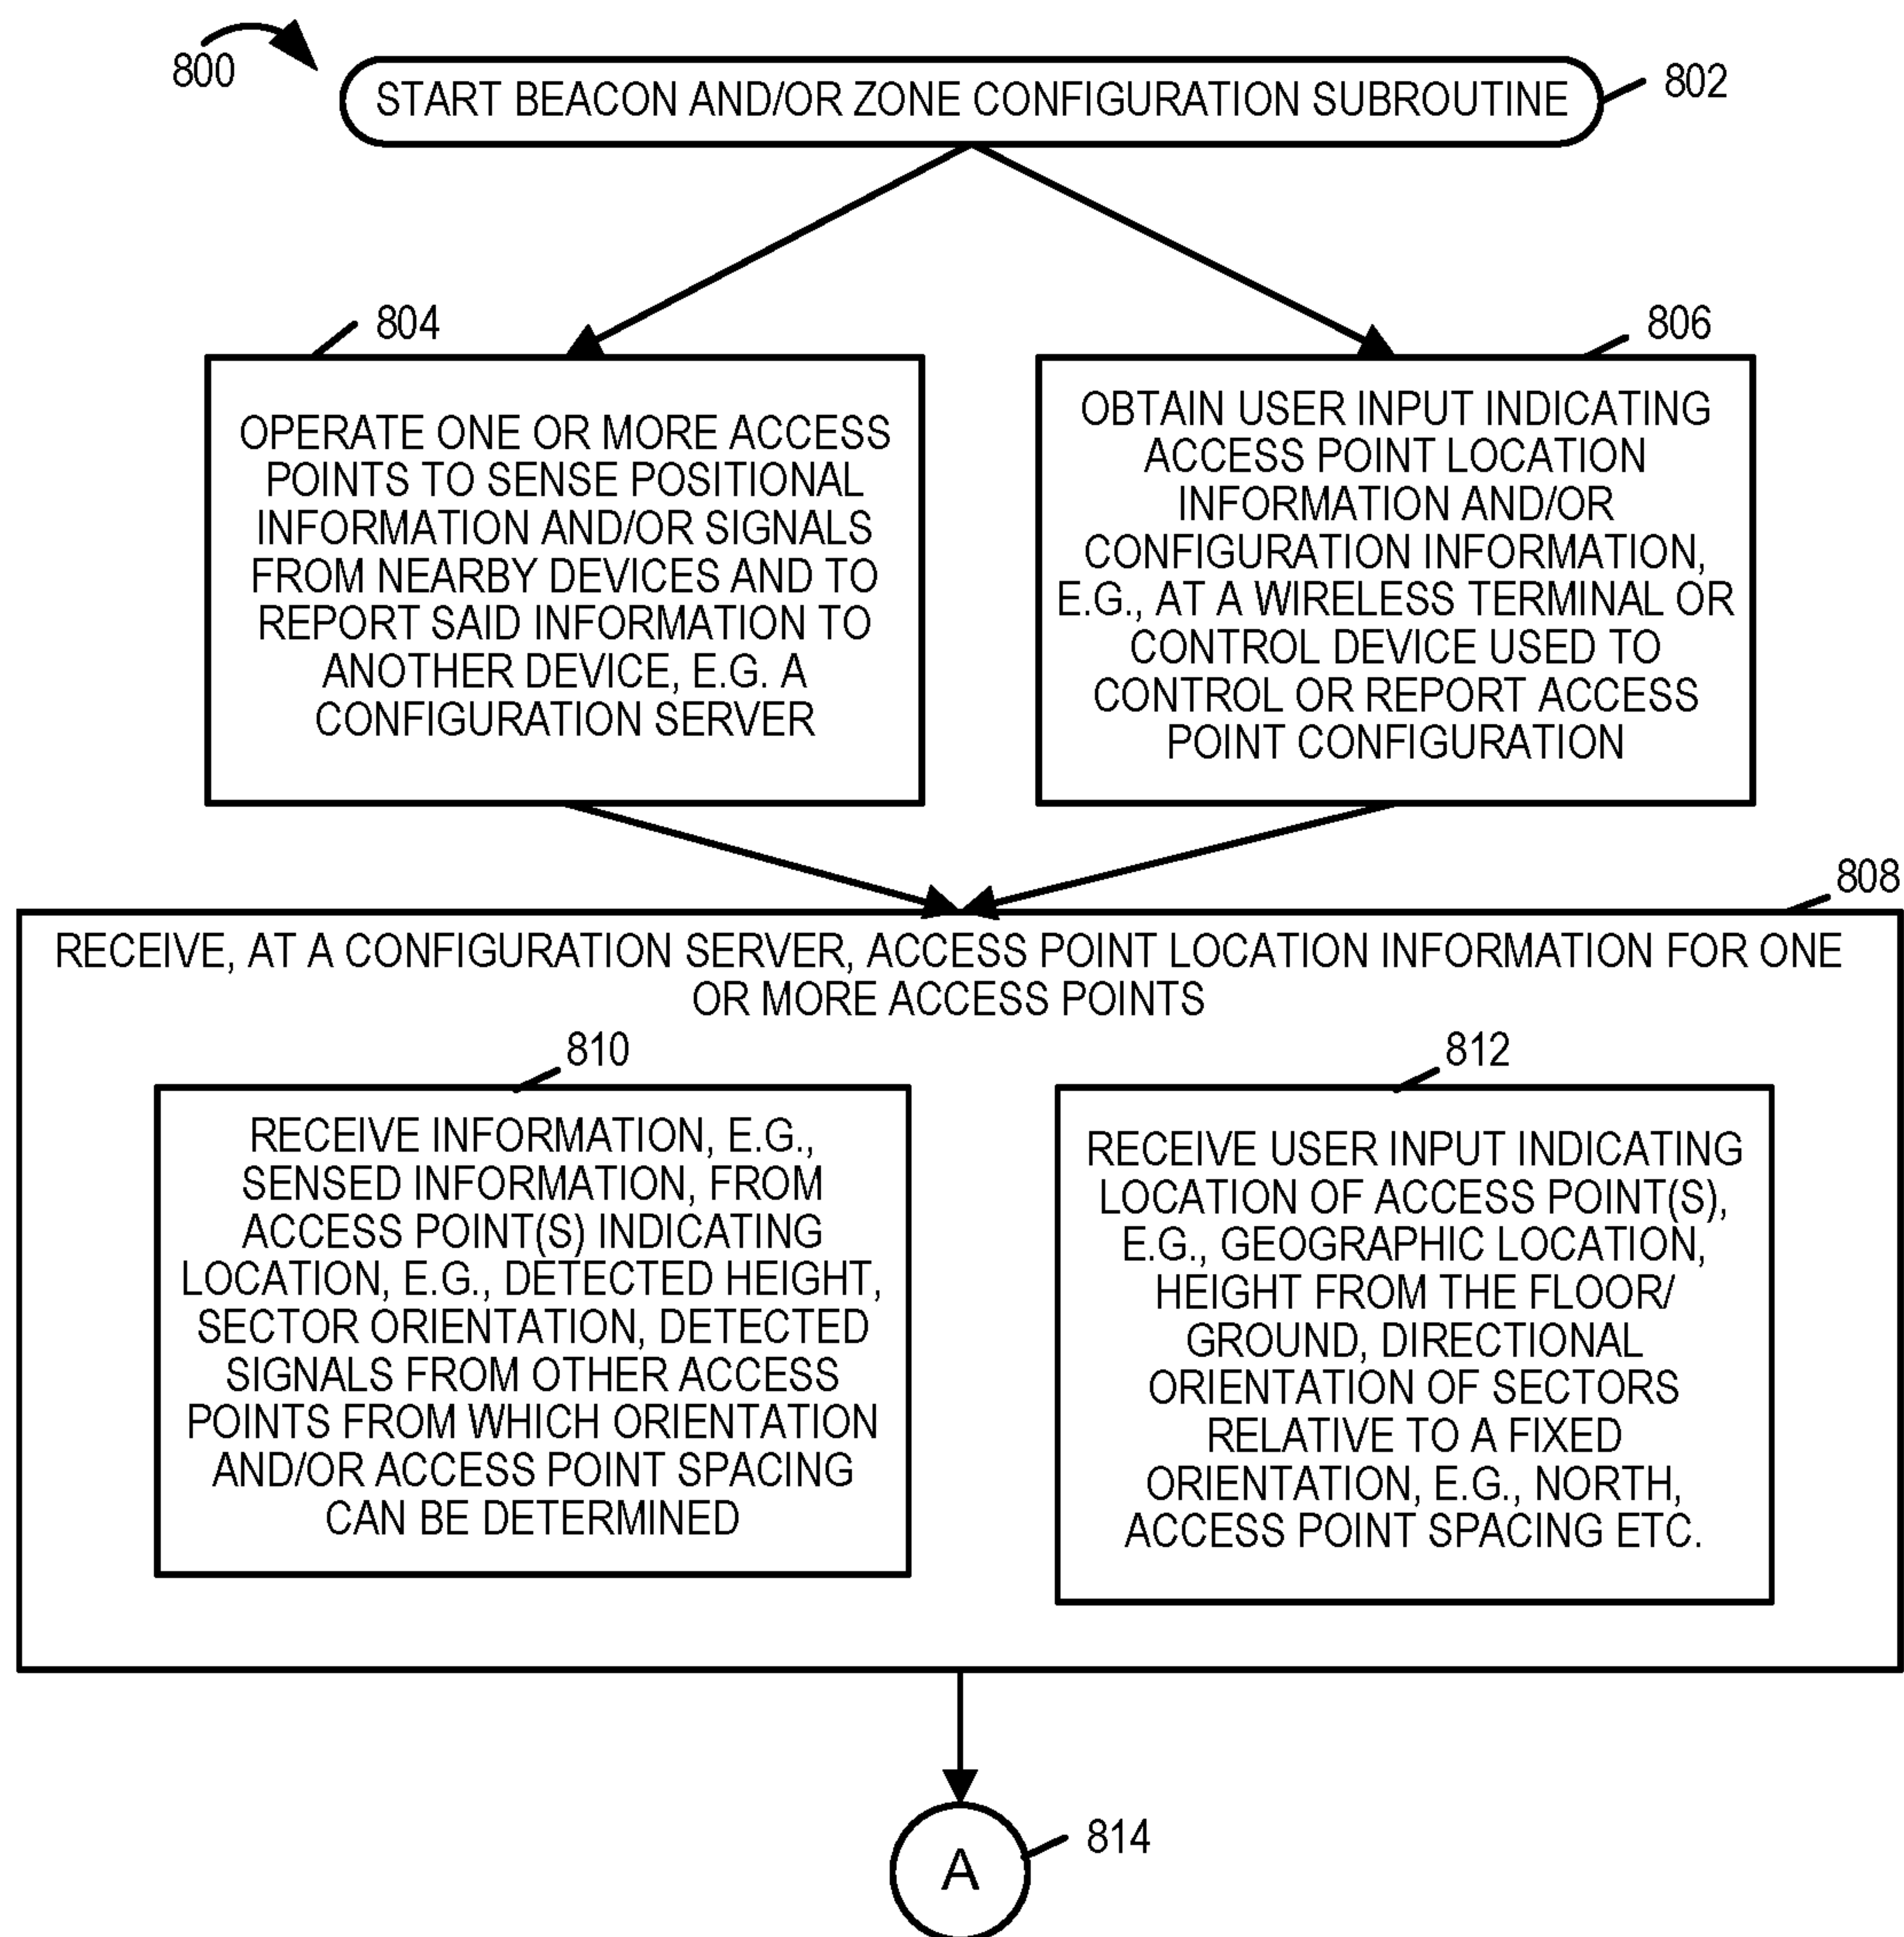 800
START BEACON AND/OR ZONE CONFIGURATION SUBROUTINE
802
804
OPERATE ONE OR MORE ACCESS
POINTS TO SENSE POSITIONAL
INFORMATION AND/OR SIGNALS
FROM NEARBY DEVICES AND TO
REPORT SAID INFORMATION TO
ANOTHER DEVICE, E.G. A
CONFIGURATION SERVER
806
OBTAIN USER INPUT INDICATING
ACCESS POINT LOCATION
INFORMATION AND/OR
CONFIGURATION INFORMATION,
E.G., AT A WIRELESS TERMINAL OR
CONTROL DEVICE USED TO
CONTROL OR REPORT ACCESS
POINT CONFIGURATION
808
RECEIVE, AT A CONFIGURATION SERVER, ACCESS POINT LOCATION INFORMATION FOR ONE
OR MORE ACCESS POINTS
810
RECEIVE INFORMATION, E.G.,
SENSED INFORMATION, FROM
ACCESS POINT(S) INDICATING
LOCATION, E.G., DETECTED HEIGHT,
SECTOR ORIENTATION, DETECTED
SIGNALS FROM OTHER ACCESS
POINTS FROM WHICH ORIENTATION
AND/OR ACCESS POINT SPACING
CAN BE DETERMINED
812
RECEIVE USER INPUT INDICATING
LOCATION OF ACCESS POINT(S),
E.G., GEOGRAPHIC LOCATION,
HEIGHT FROM THE FLOOR/
GROUND, DIRECTIONAL
ORIENTATION OF SECTORS
RELATIVE TO A FIXED
ORIENTATION, E.G., NORTH,
ACCESS POINT SPACING ETC.
A
814